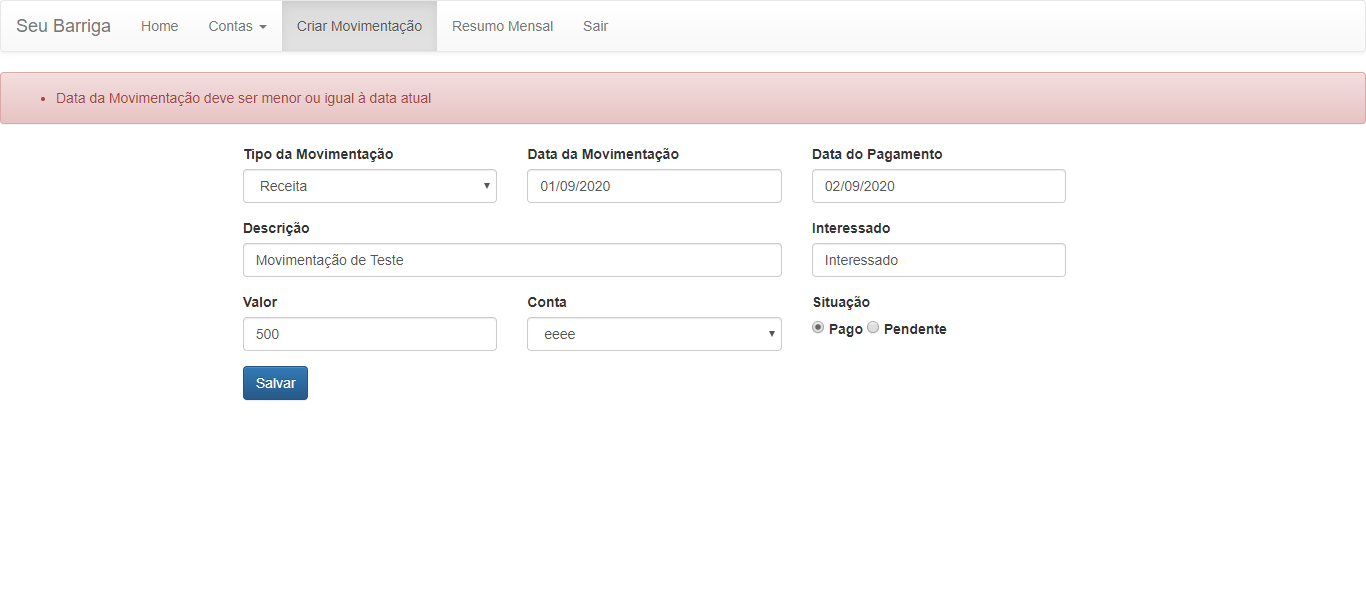 Seu Barriga Home Contas Criar Movimentação Resumo Mensal Sair
Data da Movimentação deve ser menor ou igual à data atual
Tipo da Movimentação Data da Movimentação Data do Pagamento
Receita 01/09/2020 02/09/2020
Descrição Interessado
Movimentação de Teste Interessado
Valor Conta Situação
500 eeee Pago Pendente
Salvar